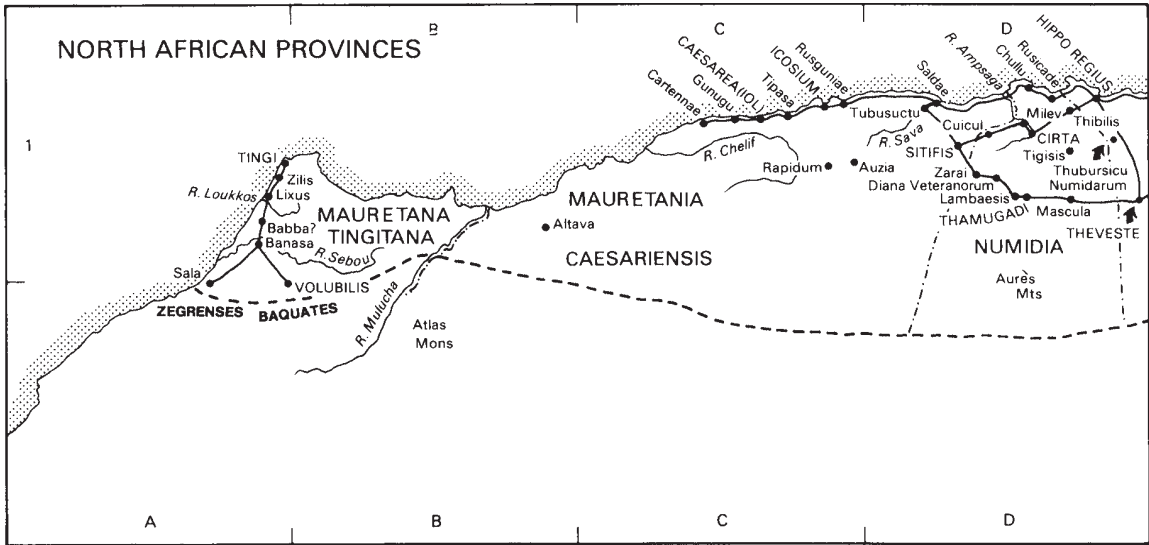 NORTH AFRICAN PROVINCES
B
C
D
Cartennae
Gunugu
CAESAREA (IOL)
Tipasa
ICOSIUM
Rusguniae
Saldae
R. Ampsaga
Chullu
Rusicade
HIPPO REGIUS
1
TINGI
Zilis
R. Loukkos
Lixus
Babba?
Banasa
MAURETANA
TINGITANA
R. Sebou
Sala
VOLUBILIS
ZEGRENSES
BAQUATES
R. Mulucha
Atlas
Mons
Altava
MAURETANIA
CAESARIENSIS
R. Chelif
Rapidum
Auzia
Tubusuctu
R. Sava
Cuicul
Milev
Thibilis
SITIFIS
CIRTA
Tigisis
Thubursicu
Numidarum
Zarai
Diana Veteranorum
Lambaesis
THAMUGADI
Mascula
THEVESTE
NUMIDIA
Aurès
Mts
A
B
C
D